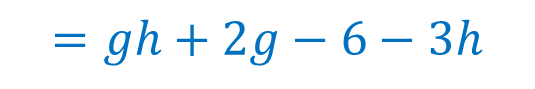 = gh + 2g − 6 − 3h